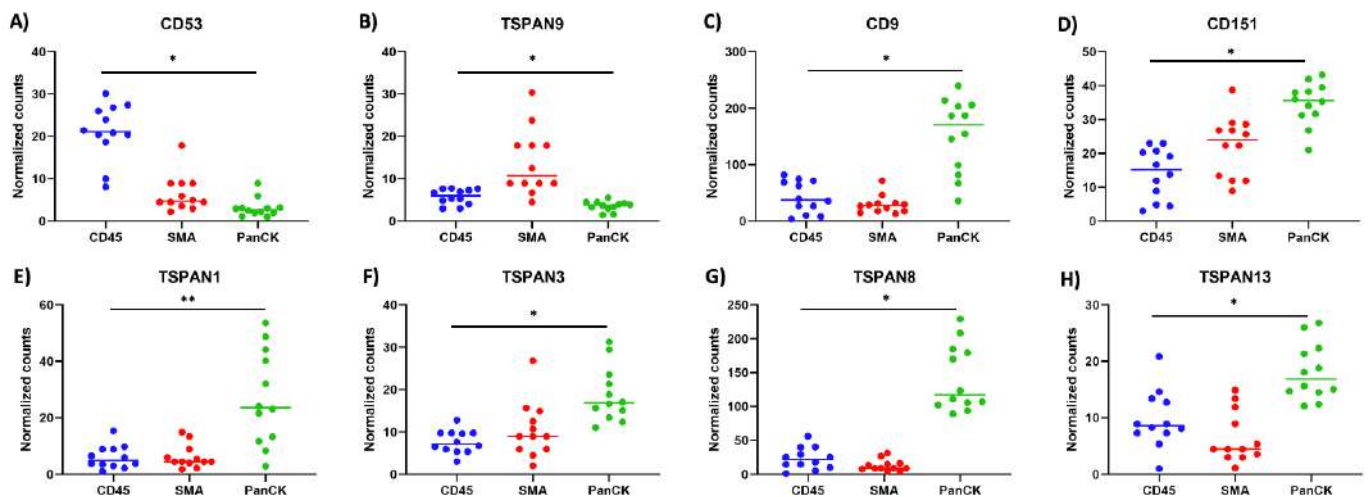 A)
CD53
Normalized counts
40
30
20
10
0
*
CD45 SMA PanCK
B)
TSPAN9
Normalized counts
40
30
20
10
0
*
CD45 SMA PanCK
C)
CD9
Normalized counts
300
200
100
0
*
CD45 SMA PanCK
D)
CD151
Normalized counts
50
40
30
20
10
0
*
CD45 SMA PanCK
E)
TSPAN1
Normalized counts
60
40
20
0
**
CD45 SMA PanCK
F)
TSPAN3
Normalized counts
40
30
20
10
0
*
CD45 SMA PanCK
G)
TSPAN8
Normalized counts
250
200
150
100
50
0
*
CD45 SMA PanCK
H)
TSPAN13
Normalized counts
30
20
10
0
*
CD45 SMA PanCK